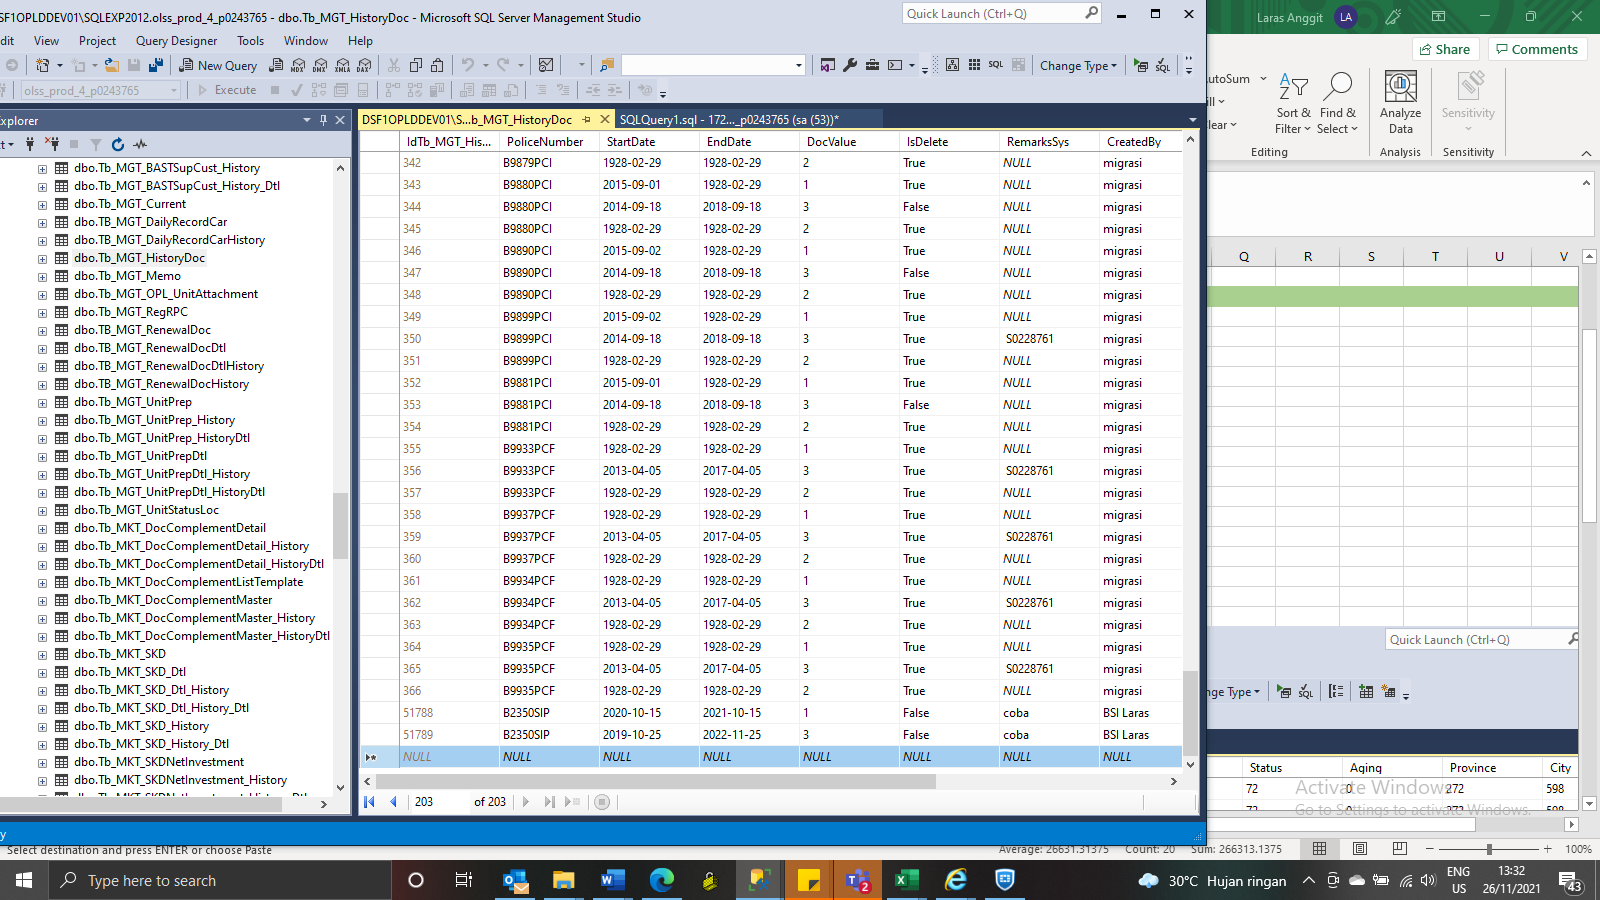 SF1OPLDDEV01\SQLEXP2012.olss_prod_4_p0243765 - dbo.Tb_MGT_HistoryDoc - Microsoft SQL Server Management Studio
Quick Launch (Ctrl+Q)
Laras Anggit LA
dit View Project Query Designer Tools Window Help
Share Comments
New Query MDX DMX XMLA DAX SQL Change Type SQL
olss_prod_4_p0243765 Execute
utoSum
ill
lear
Sort & Filter
Find & Select
Analyze Data
Sensitivity
Editing Analysis Sensitivity
xplorer
ct
dbo.Tb_MGT_BASTSupCust_History
dbo.Tb_MGT_BASTSupCust_History_Dtl
dbo.Tb_MGT_Current
dbo.TB_MGT_DailyRecordCar
dbo.TB_MGT_DailyRecordCarHistory
dbo.Tb_MGT_HistoryDoc
dbo.Tb_MGT_Memo
dbo.Tb_MGT_OPL_UnitAttachment
dbo.Tb_MGT_RegRPC
dbo.TB_MGT_RenewalDoc
dbo.TB_MGT_RenewalDocDtl
dbo.TB_MGT_RenewalDocDtlHistory
dbo.TB_MGT_RenewalDocHistory
dbo.Tb_MGT_UnitPrep
dbo.Tb_MGT_UnitPrep_History
dbo.Tb_MGT_UnitPrep_HistoryDtl
dbo.Tb_MGT_UnitPrepDtl
dbo.Tb_MGT_UnitPrepDtl_History
dbo.Tb_MGT_UnitPrepDtl_HistoryDtl
dbo.Tb_MGT_UnitStatusLoc
dbo.Tb_MKT_DocComplementDetail
dbo.Tb_MKT_DocComplementDetail_History
dbo.Tb_MKT_DocComplementDetail_HistoryDtl
dbo.Tb_MKT_DocComplementListTemplate
dbo.Tb_MKT_DocComplementMaster
dbo.Tb_MKT_DocComplementMaster_History
dbo.Tb_MKT_DocComplementMaster_HistoryDtl
dbo.Tb_MKT_SKD
dbo.Tb_MKT_SKD_Dtl
dbo.Tb_MKT_SKD_Dtl_History
dbo.Tb_MKT_SKD_Dtl_History_Dtl
dbo.Tb_MKT_SKD_History
dbo.Tb_MKT_SKD_History_Dtl
dbo.Tb_MKT_SKDNetInvestment
dbo.Tb_MKT_SKDNetInvestment_History
dbo.Tb_MKT_SKDNetInvestment_History_Dtl
DSF1OPLDDEV01\S...b_MGT_HistoryDoc SQLQuery1.sql - 172..._p0243765 (sa (53))*
IdTb_MGT_His... PoliceNumber StartDate EndDate DocValue IsDelete RemarksSys CreatedBy
342 B9879PCI 1928-02-29 1928-02-29 2 True NULL migrasi
343 B9880PCI 2015-09-01 1928-02-29 1 True NULL migrasi
344 B9880PCI 2014-09-18 2018-09-18 3 False NULL migrasi
345 B9880PCI 1928-02-29 1928-02-29 2 True NULL migrasi
346 B9890PCI 2015-09-02 1928-02-29 1 True NULL migrasi
347 B9890PCI 2014-09-18 2018-09-18 3 False NULL migrasi
348 B9890PCI 1928-02-29 1928-02-29 2 True NULL migrasi
349 B9899PCI 2015-09-02 1928-02-29 1 True NULL migrasi
350 B9899PCI 2014-09-18 2018-09-18 3 True S0228761 migrasi
351 B9899PCI 1928-02-29 1928-02-29 2 True NULL migrasi
352 B9881PCI 2015-09-01 1928-02-29 1 True NULL migrasi
353 B9881PCI 2014-09-18 2018-09-18 3 False NULL migrasi
354 B9881PCI 1928-02-29 1928-02-29 2 True NULL migrasi
355 B9933PCF 1928-02-29 1928-02-29 1 True NULL migrasi
356 B9933PCF 2013-04-05 2017-04-05 3 True S0228761 migrasi
357 B9933PCF 1928-02-29 1928-02-29 2 True NULL migrasi
358 B9937PCF 1928-02-29 1928-02-29 1 True NULL migrasi
359 B9937PCF 2013-04-05 2017-04-05 3 True S0228761 migrasi
360 B9937PCF 1928-02-29 1928-02-29 2 True NULL migrasi
361 B9934PCF 1928-02-29 1928-02-29 1 True NULL migrasi
362 B9934PCF 2013-04-05 2017-04-05 3 True S0228761 migrasi
363 B9934PCF 1928-02-29 1928-02-29 2 True NULL migrasi
364 B9935PCF 1928-02-29 1928-02-29 1 True NULL migrasi
365 B9935PCF 2013-04-05 2017-04-05 3 True S0228761 migrasi
366 B9935PCF 1928-02-29 1928-02-29 2 True NULL migrasi
51788 B2350SIP 2020-10-15 2021-10-15 1 False coba BSI Laras
51789 B2350SIP 2019-10-25 2022-11-25 3 False coba BSI Laras
NULL NULL NULL NULL NULL NULL NULL NULL
203 of 203
Q R S T U V
Quick Launch (Ctrl+Q)
nge Type SQL
Status Aging Province City
72 0 272 598
72 0 272 598
Activate Windows
Go to Settings to activate Windows.
y
Select destination and press ENTER or choose Paste
Average: 26631.31375 Count: 20 Sum: 266313.1375 100%
Type here to search
2
30°C Hujan ringan
ENG
US
13:32
26/11/2021
43